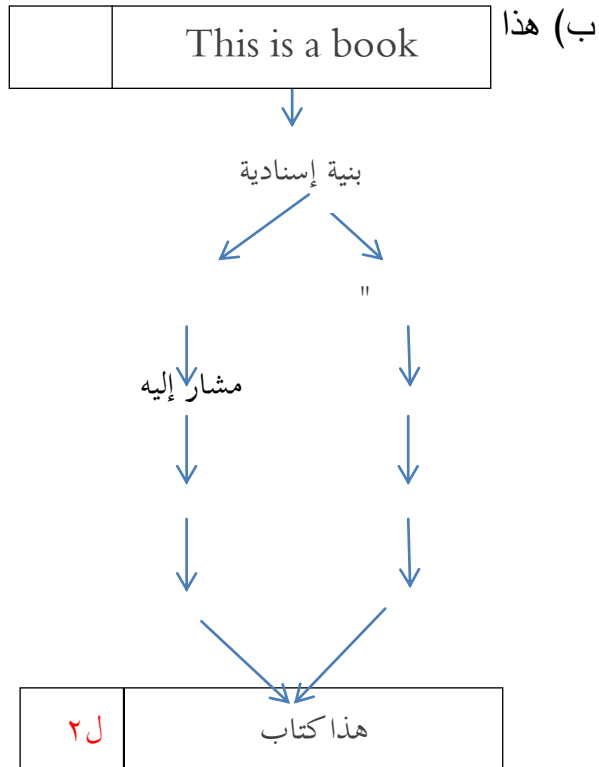 ب) هذا
This is a book
بنية إسنادية
"
مشار إليه
هذا كتاب
ل٢